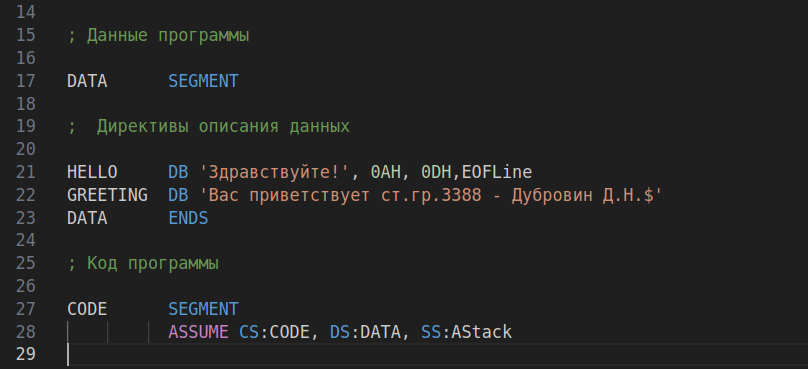 14
15 ; Данные программы
16
17 DATA SEGMENT
18
19 ; Директивы описания данных
20
21 HELLO DB 'Здравствуйте!', 0AH, 0DH,EOFLine
22 GREETING DB 'Вас приветствует ст.гр.3388 - Дубровин Д.Н.$'
23 DATA ENDS
24
25 ; Код программы
26
27 CODE SEGMENT
28 ASSUME CS:CODE, DS:DATA, SS:AStack
29